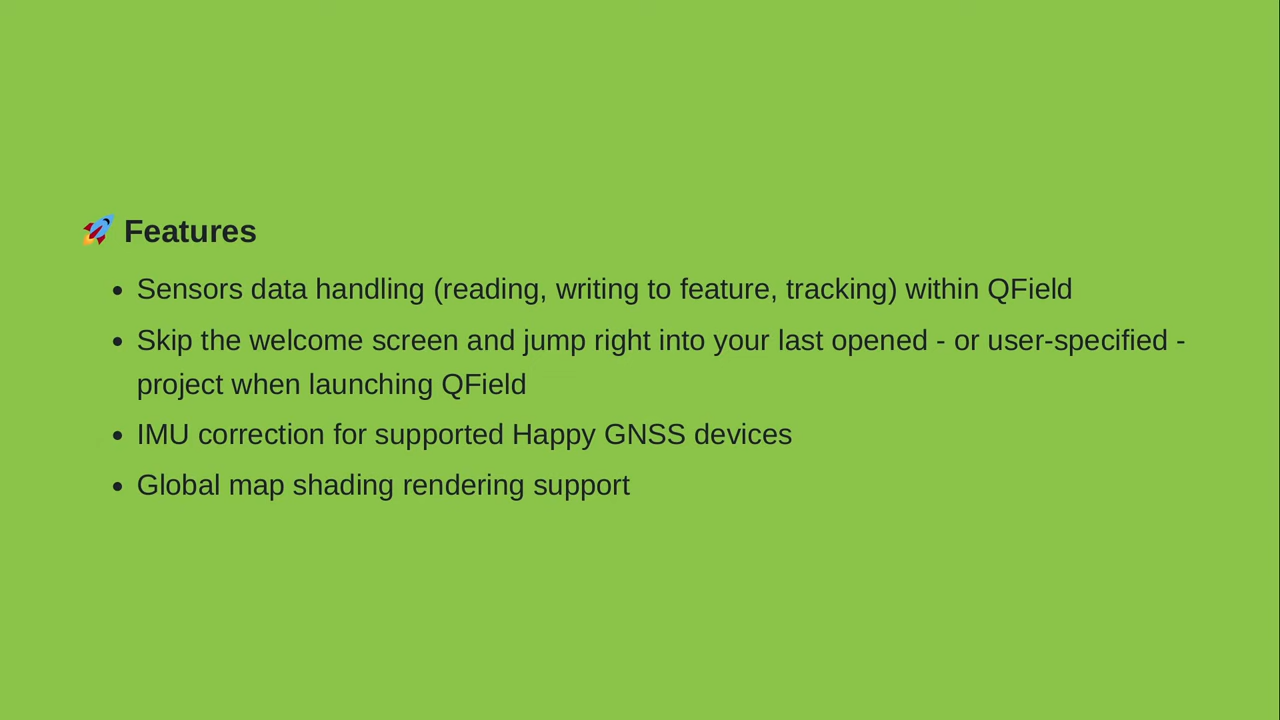 🚀 Features
• Sensors data handling (reading, writing to feature, tracking) within QField
• Skip the welcome screen and jump right into your last opened - or user-specified -
project when launching QField
• IMU correction for supported Happy GNSS devices
• Global map shading rendering support